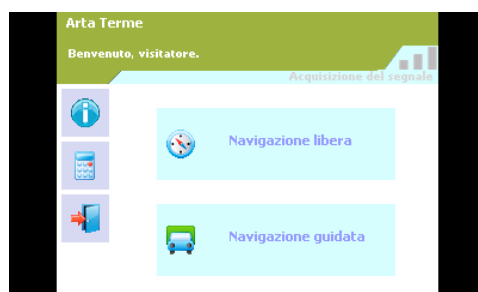 Arta Terme
Benvenuto, visitatore.
Acquisizione del segnale
Navigazione libera
Navigazione guidata